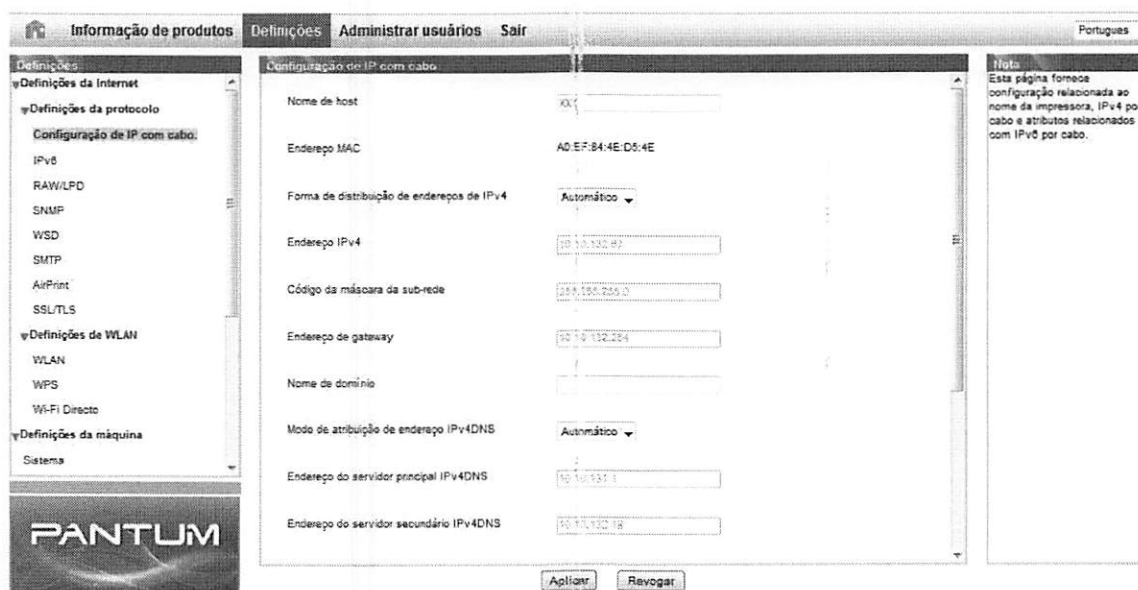 Informação de produtos Definições Administrar usuários Sair
Portugues
Definições
Definições da Internet
Definições da protocolo
Configuração de IP com cabo.
IPv6
RAW/LPD
SNMP
WSD
SMTP
AirPrint
SSL/TLS
Definições de WLAN
WLAN
WPS
Wi-Fi Directo
Definições da máquina
Sistema
PANTUM
Configuração de IP com cabo
Nome de host
Endereço MAC A0:EF:84:4E:D5:4E
Forma de distribuição de endereços de IPv4 Automático
Endereço IPv4
Código da máscara da sub-rede
Endereço de gateway 10.10.132.254
Nome de domínio
Modo de atribuição de endereço IPv4DNS Automático
Endereço do servidor principal IPv4DNS
Endereço do servidor secundário IPv4DNS
Aplicar Revogar
Nota
Esta página fornece
configuração relacionada ao
nome da impressora, IPv4 po
cabo e atributos relacionados
com IPv6 por cabo.